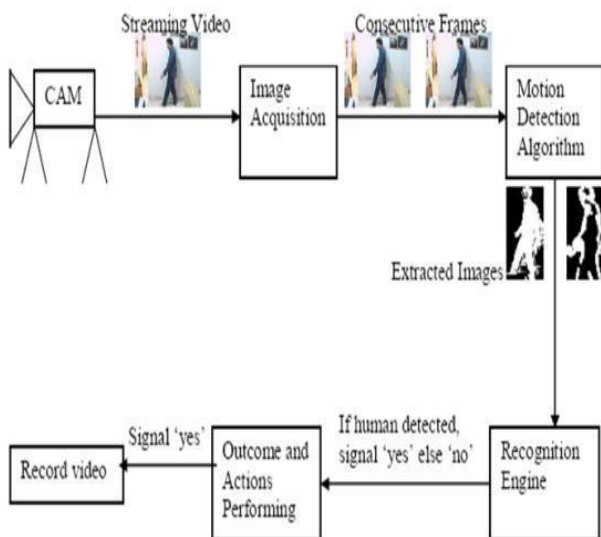 Streaming Video
Consecutive Frames
CAM
Image
Acquisition
Motion
Detection
Algorithm
Extracted Images
Recognition
Engine
If human detected,
signal ‘yes’ else ‘no’
Outcome and
Actions
Performing
Signal ‘yes’
Record video